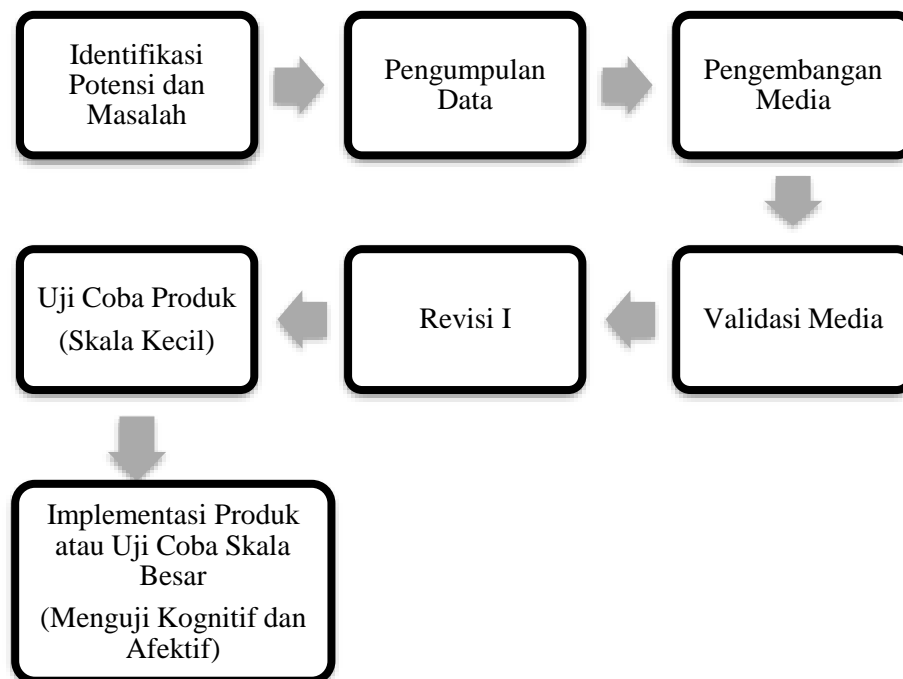 Identifikasi
Potensi dan
Masalah
Pengumpulan
Data
Pengembangan
Media
Validasi Media
Revisi I
Uji Coba Produk
(Skala Kecil)
Implementasi Produk
atau Uji Coba Skala
Besar
(Menguji Kognitif dan
Afektif)